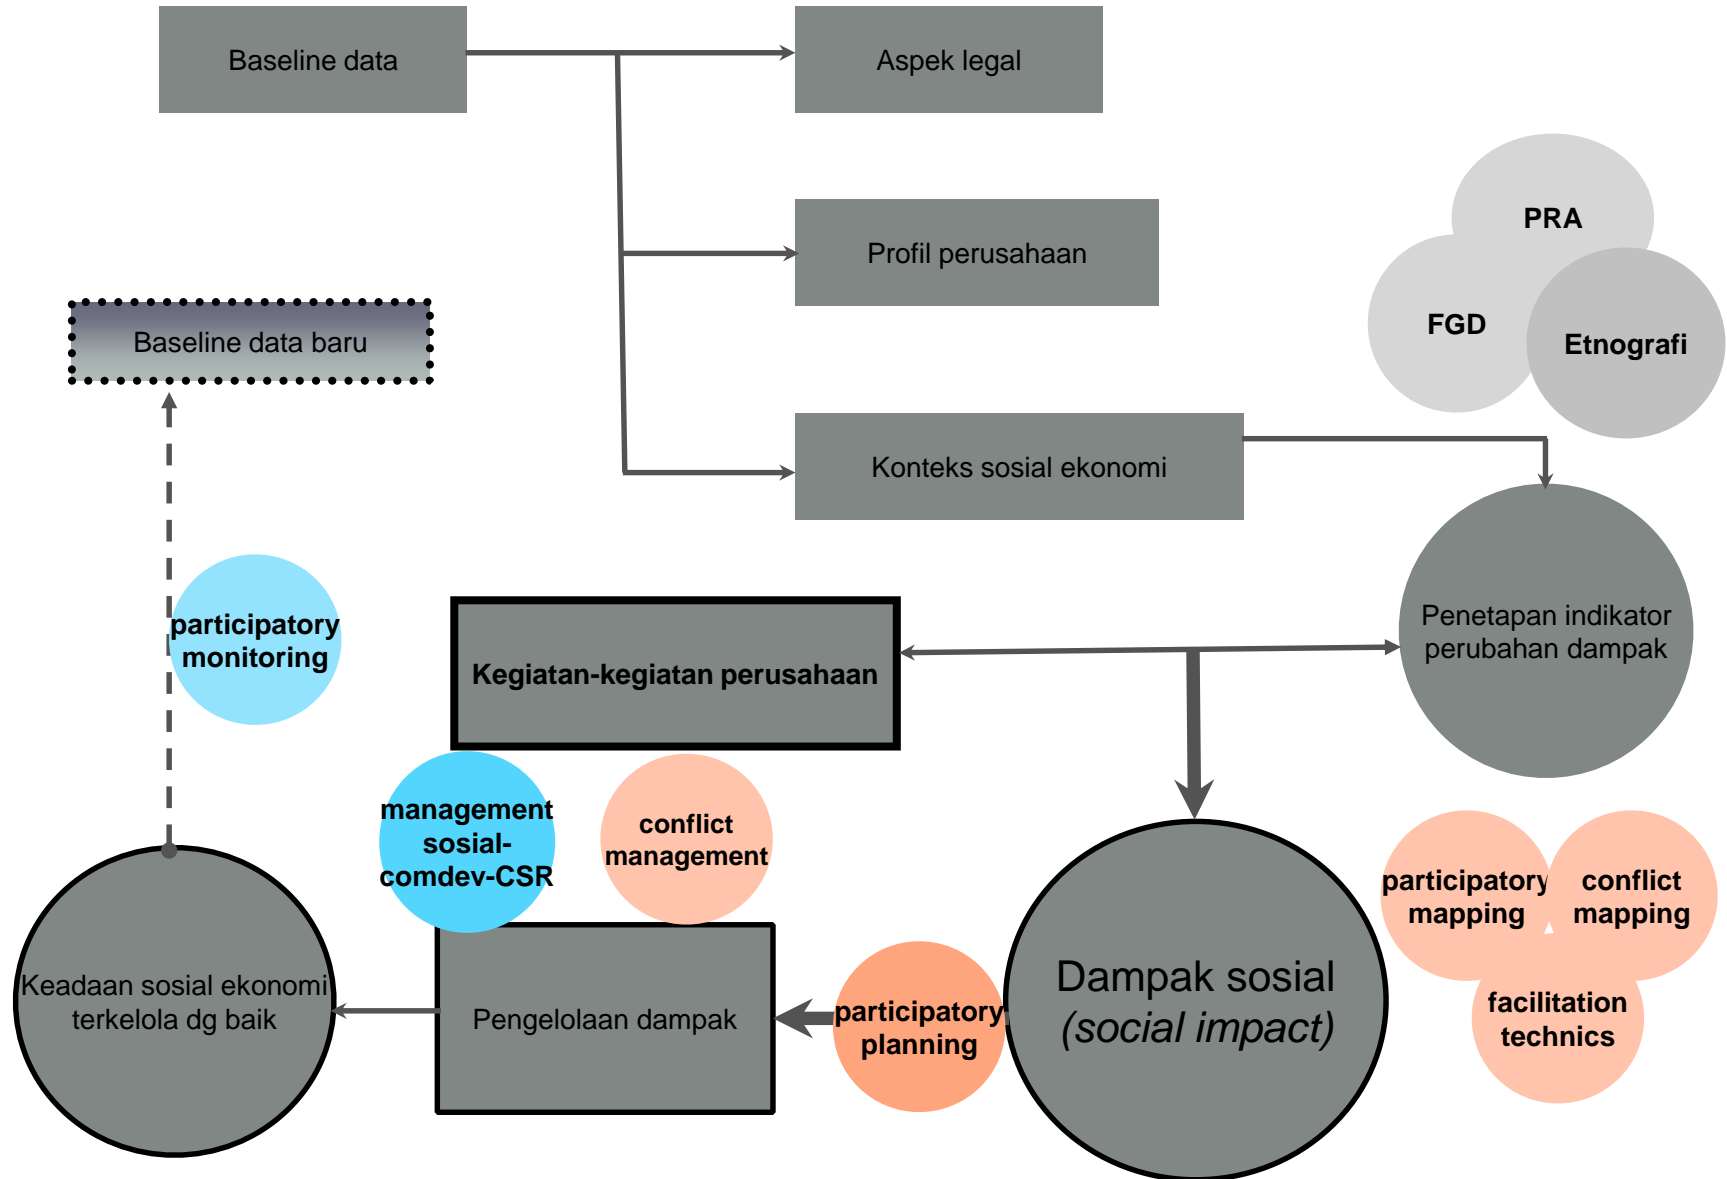 Baseline data
Aspek legal
Profil perusahaan
PRA
FGD
Etnografi
Baseline data baru
Konteks sosial ekonomi
participatory
monitoring
Kegiatan-kegiatan perusahaan
Penetapan indikator
perubahan dampak
management
sosial-
comdev-CSR
conflict
management
participatory
mapping
conflict
mapping
facilitation
technics
Keadaan sosial ekonomi
terkelola dg baik
Pengelolaan dampak
participatory
planning
Dampak sosial
(social impact)